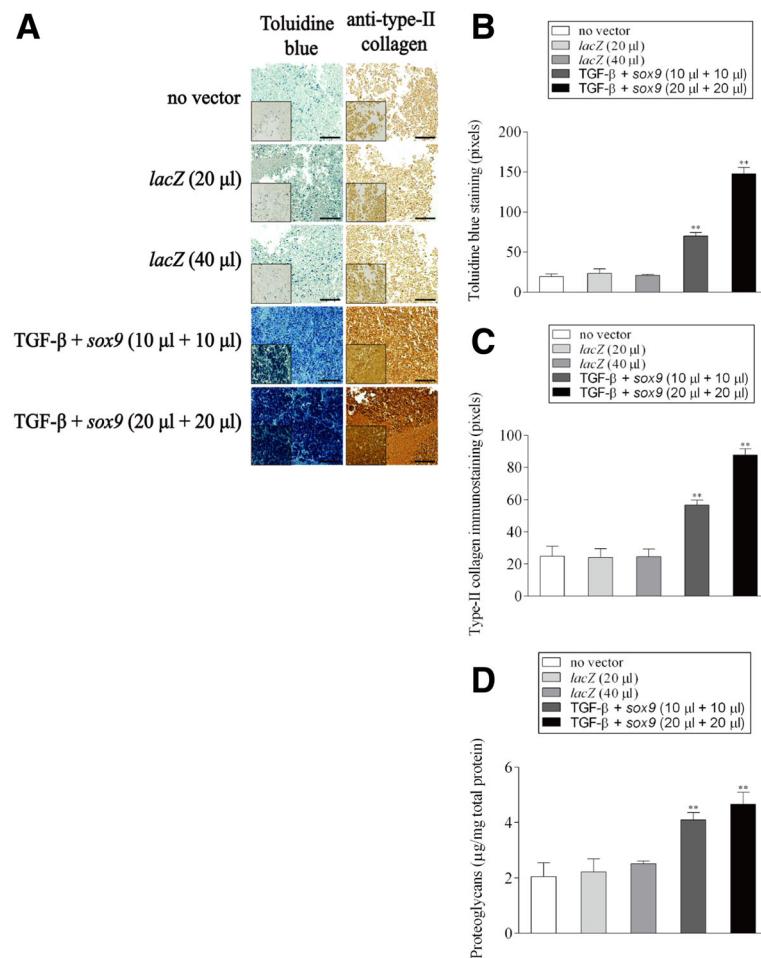 A
Toluidine
blue
anti-type-II
collagen
no vector
lacZ (20 μl)
lacZ (40 μl)
TGF-β + sox9 (10 μl + 10 μl)
TGF-β + sox9 (20 μl + 20 μl)
B
no vector
lacZ (20 μl)
lacZ (40 μl)
TGF-β + sox9 (10 μl + 10 μl)
TGF-β + sox9 (20 μl + 20 μl)
Toluidine blue staining (pixels)
200
150
100
50
0
**
**
C
no vector
lacZ (20 μl)
lacZ (40 μl)
TGF-β + sox9 (10 μl + 10 μl)
TGF-β + sox9 (20 μl + 20 μl)
Type-II collagen immunostaining (pixels)
100
80
60
40
20
0
**
**
D
no vector
lacZ (20 μl)
lacZ (40 μl)
TGF-β + sox9 (10 μl + 10 μl)
TGF-β + sox9 (20 μl + 20 μl)
Proteoglycans (μg/mg total protein)
6
4
2
0
**
**